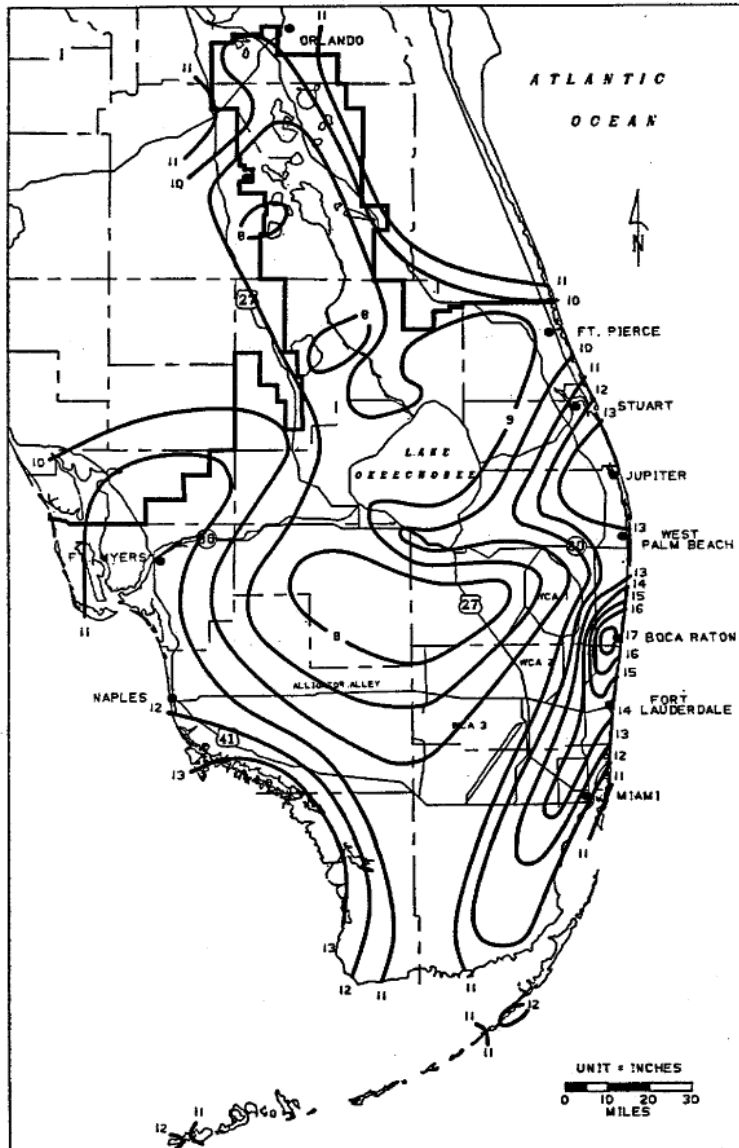 11
ORLANDO
11
ATLANTIC
OCEAN
11
10
N
8
11
27
10
8
FT. PIERCE
10
11
12
13
STUART
9
LAKE
OKEECHOBEE
10
JUPITER
13
WEST
PALM BEACH
80
FT. MYERS
13
14
15
16
WCA 1
27
11
8
17
BOCA RATON
16
WCA 2
15
ALLIGATOR ALLEY
NAPLES
12
FORT
LAUDERDALE
14
41
WCA 3
13
12
13
11
MIAMI
11
13
12
11
11
12
11
11
UNIT = INCHES
0 10 20 30
MILES
11
12